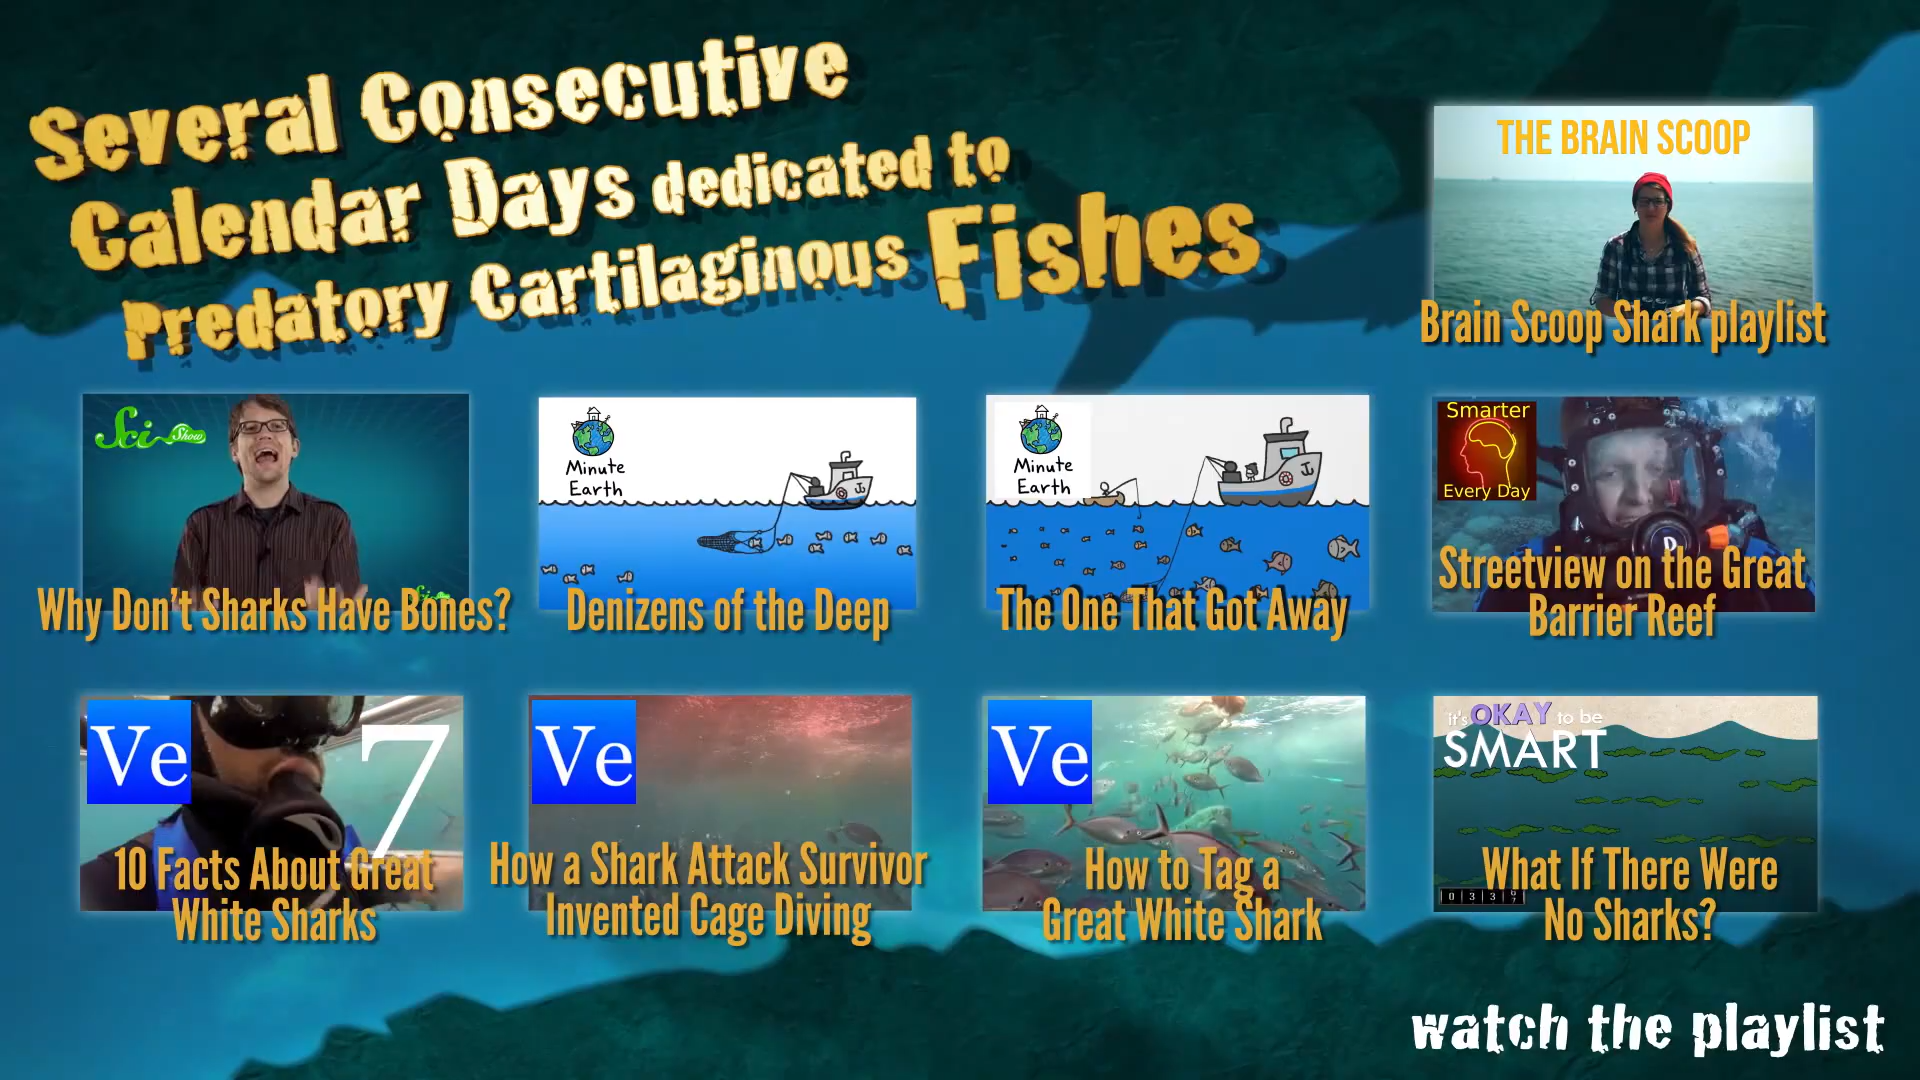 Several Consecutive
Calendar Days dedicated to
Predatory Cartilaginous Fishes
THE BRAIN SCOOP
Brain Scoop Shark playlist
Sci Show
Why Don't Sharks Have Bones?
Minute
Earth
Denizens of the Deep
Minute
Earth
The One That Got Away
Smarter
Every Day
Streetview on the Great
Barrier Reef
Ve
7
10 Facts About Great
White Sharks
Ve
How a Shark Attack Survivor
Invented Cage Diving
Ve
How to Tag a
Great White Shark
it's OKAY to be
SMART
What If There Were
No Sharks?
watch the playlist